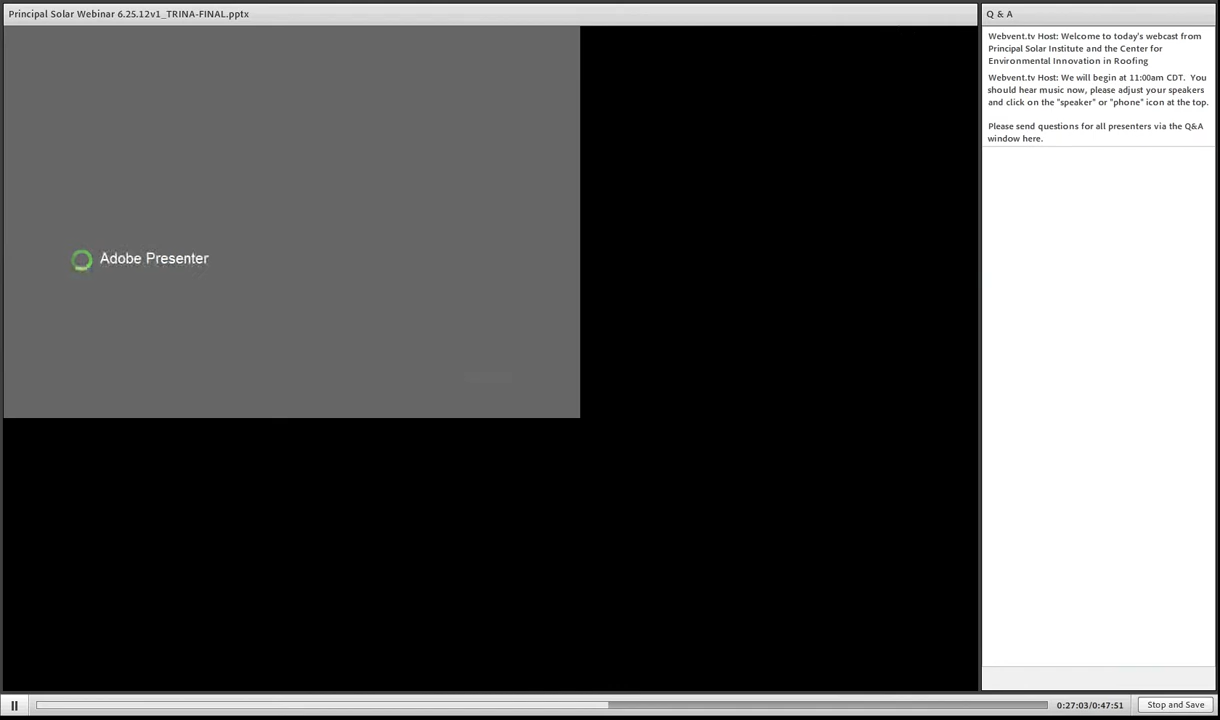 Principal Solar Webinar 6.25.12v1_TRINA-FINAL.pptx
Adobe Presenter
Q & A
Webvent.tv Host: Welcome to today's webcast from
Principal Solar Institute and the Center for
Environmental Innovation in Roofing
Webvent.tv Host: We will begin at 11:00am CDT. You
should hear music now, please adjust your speakers
and click on the "speaker" or "phone" icon at the top.
Please send questions for all presenters via the Q&A
window here.
0:27:03/0:47:51
Stop and Save